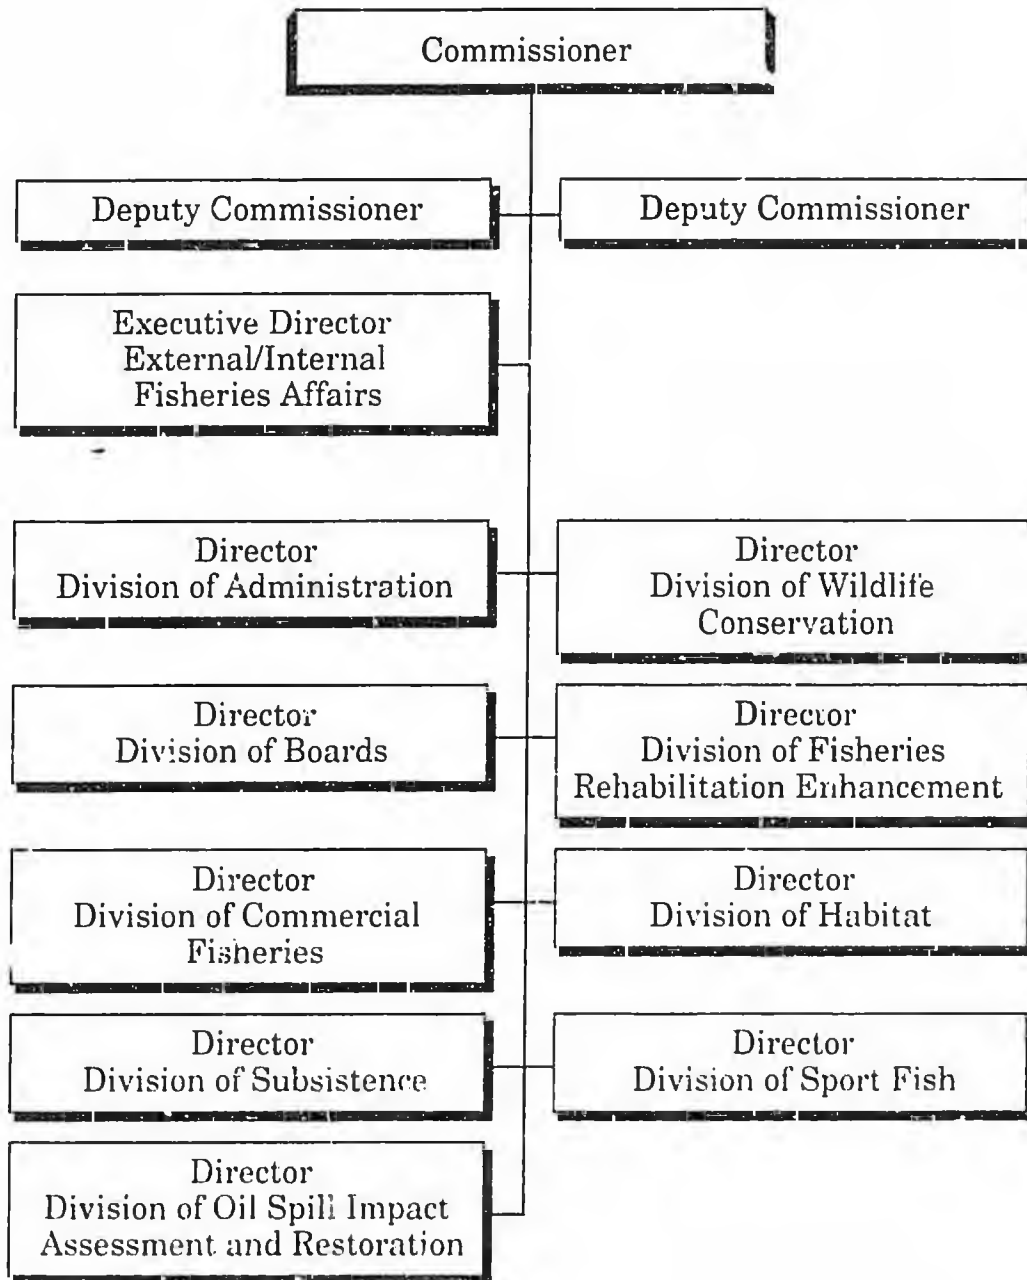 Commissioner
Deputy Commissioner
Deputy Commissioner
Executive Director
External/Internal
Fisheries Affairs
Director
Division of Administration
Director
Division of Wildlife
Conservation
Director
Division of Boards
Director
Division of Fisheries
Rehabilitation Enhancement
Director
Division of Commercial
Fisheries
Director
Division of Habitat
Director
Division of Subsistence
Director
Division of Sport Fish
Director
Division of Oil Spill Impact
Assessment and Restoration